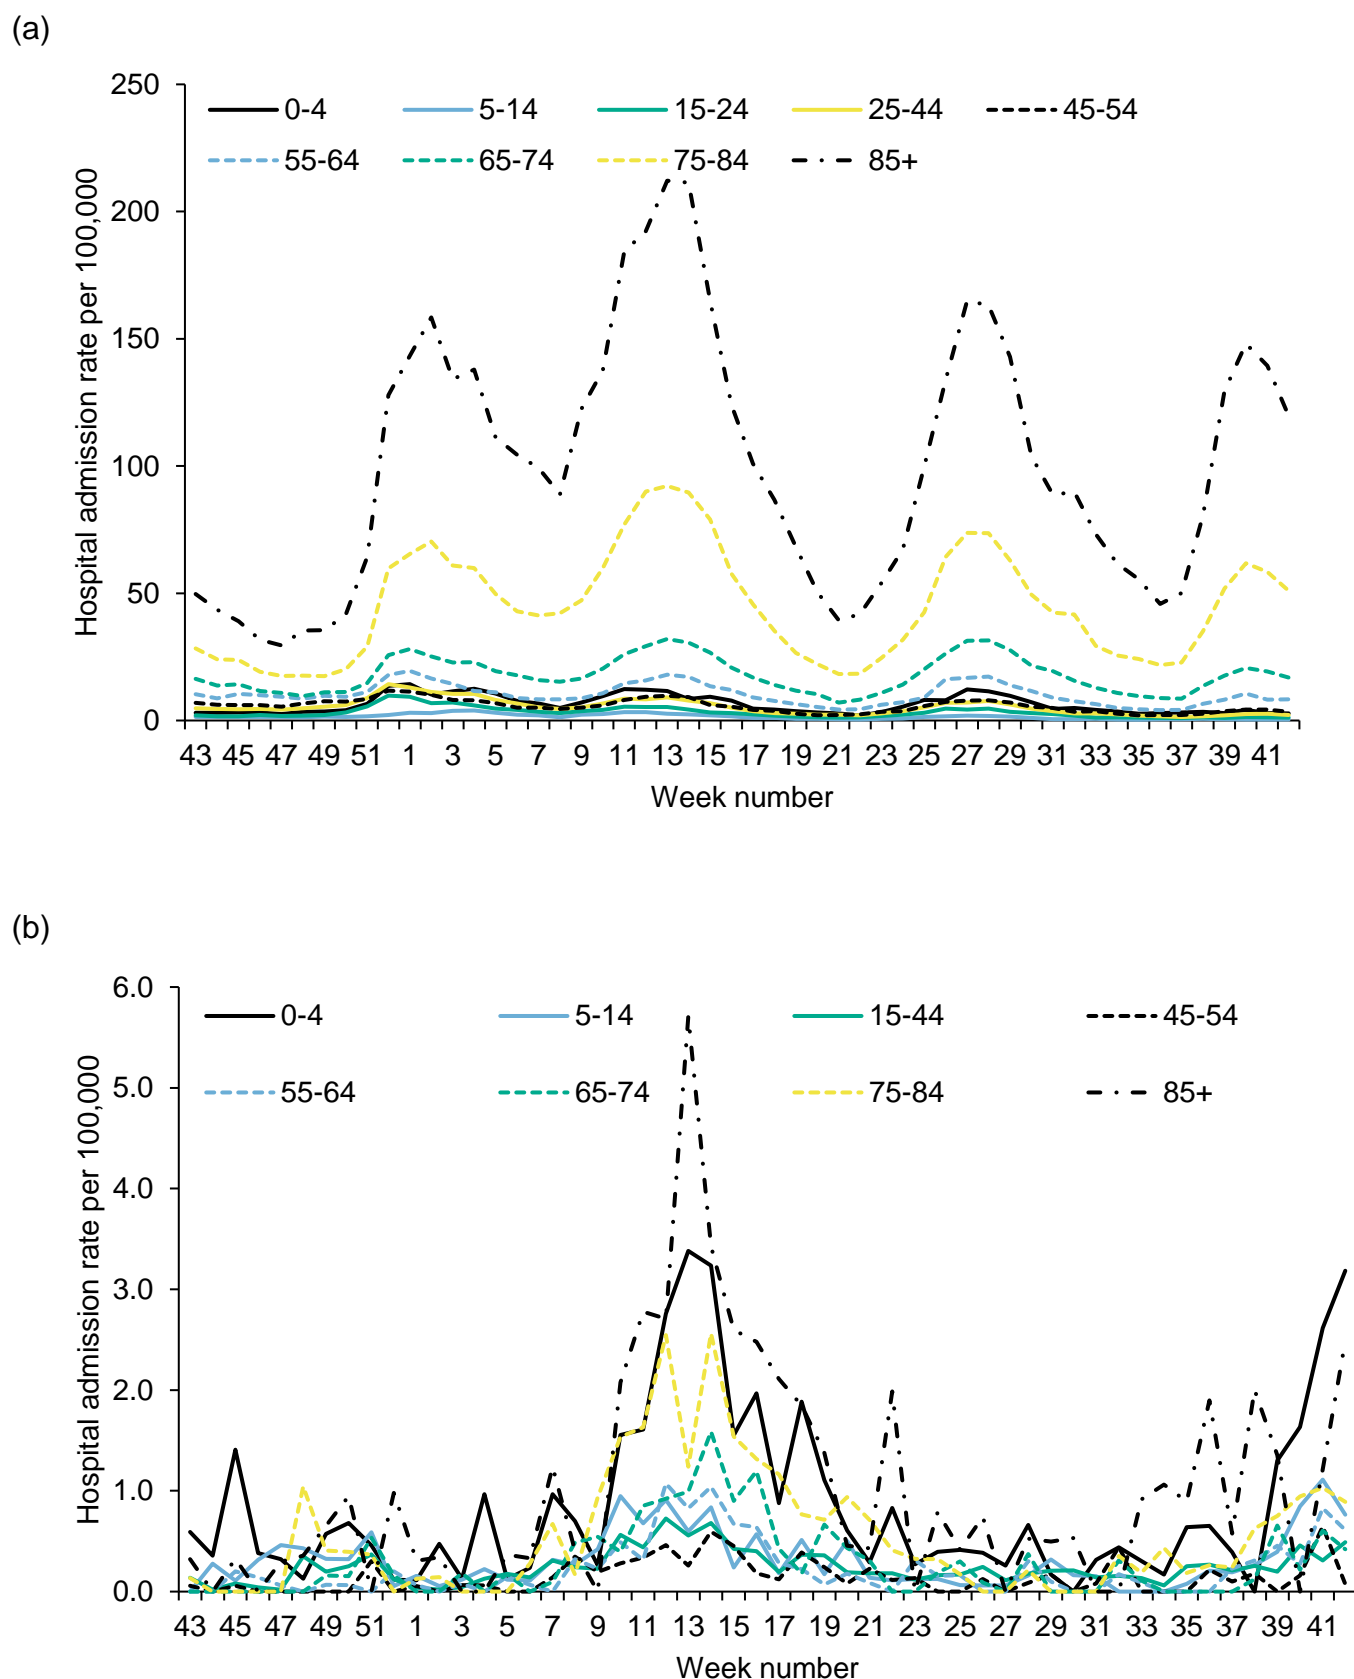 (a)
250
0-4 5-14 15-24 25-44 45-54
55-64 65-74 75-84 85+
200
150
100
50
0
Hospital admission rate per 100,000
43 45 47 49 51 1 3 5 7 9 11 13 15 17 19 21 23 25 27 29 31 33 35 37 39 41
Week number
(b)
6.0
0-4 5-14 15-44 45-54
55-64 65-74 75-84 85+
5.0
4.0
3.0
2.0
1.0
0.0
Hospital admission rate per 100,000
43 45 47 49 51 1 3 5 7 9 11 13 15 17 19 21 23 25 27 29 31 33 35 37 39 41
Week number